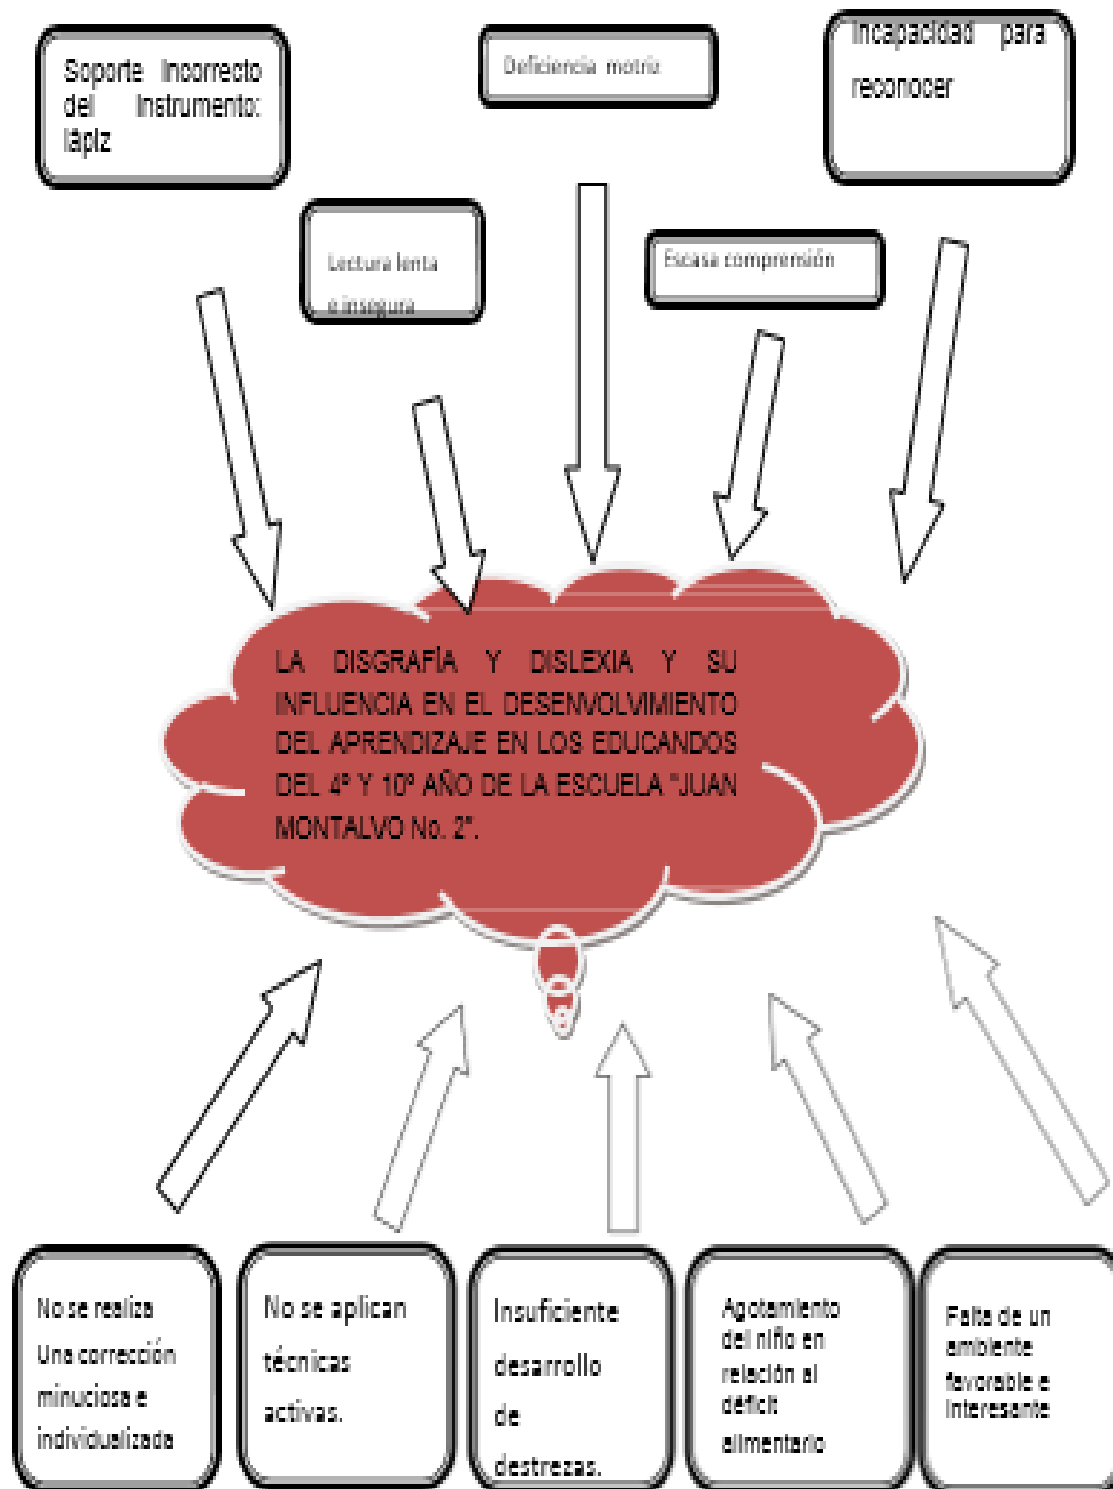 Soporte Incorrecto
del Instrumento:
lápiz
Deficiencia motriz
Incapacidad para
reconocer
Lectura lenta
e insegura
Escasa comprensión
LA DISGRAFÍA Y DISLEXIA Y SU
INFLUENCIA EN EL DESENVOLVIMIENTO
DEL APRENDIZAJE EN LOS EDUCANDOS
DEL 4º Y 10º AÑO DE LA ESCUELA "JUAN
MONTALVO No. 2".
No se realiza
Una corrección
minuciosa e
individualizada
No se aplican
técnicas
activas.
Insuficiente
desarrollo
de
destrezas.
Agotamiento
del niño en
relación al
déficit
alimentario
Falta de un
ambiente
favorable e
Interesante